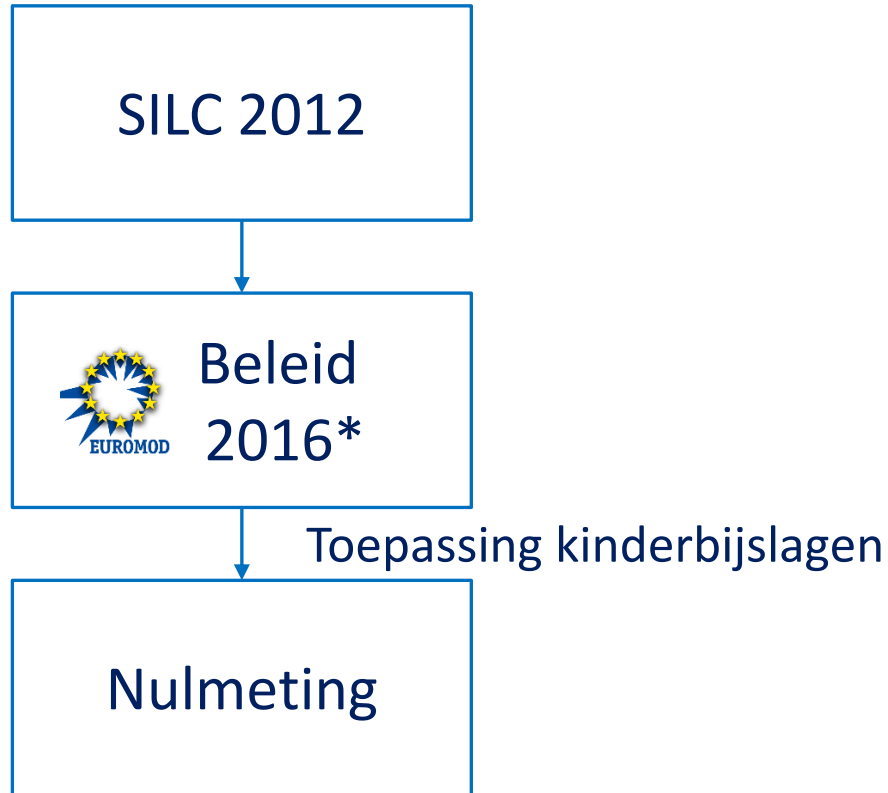 SILC 2012
Beleid
2016*
EUROMOD
Toepassing kinderbijslagen
Nulmeting